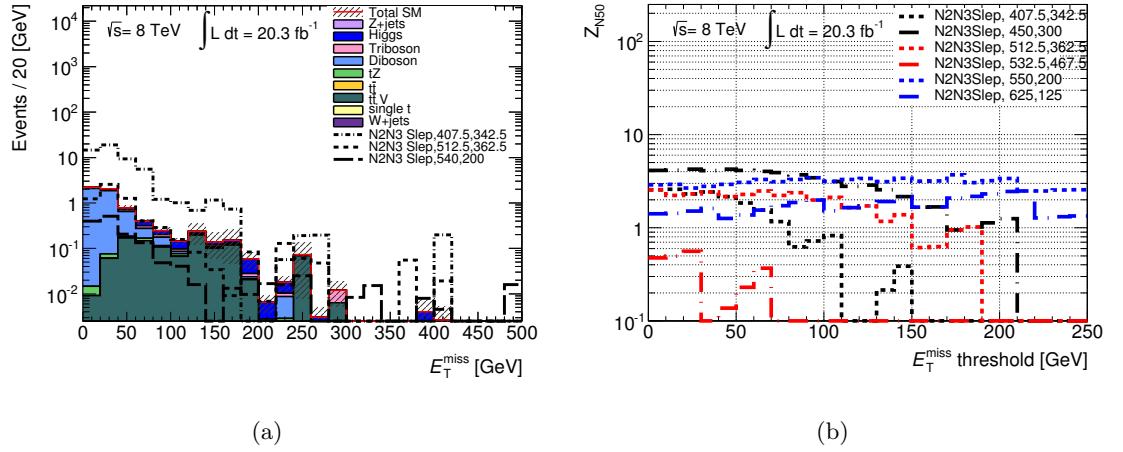 Events / 20 [GeV]
10⁴
10³
10²
10
1
10⁻¹
10⁻²
√s= 8 TeV ∫ L dt = 20.3 fb⁻¹
Total SM
Z+jets
Higgs
Triboson
Diboson
tZ
tt̄
tt̄ V
single t
W+jets
N2N3 Slep,407.5,342.5
N2N3 Slep,512.5,362.5
N2N3 Slep,540,200
0 50 100 150 200 250 300 350 400 450 500
E_T^miss [GeV]
(a)
Z_N50
10²
10
1
10⁻¹
√s= 8 TeV ∫ L dt = 20.3 fb⁻¹
N2N3Slep, 407.5,342.5
N2N3Slep, 450,300
N2N3Slep, 512.5,362.5
N2N3Slep, 532.5,467.5
N2N3Slep, 550,200
N2N3Slep, 625,125
0 50 100 150 200 250
E_T^miss threshold [GeV]
(b)